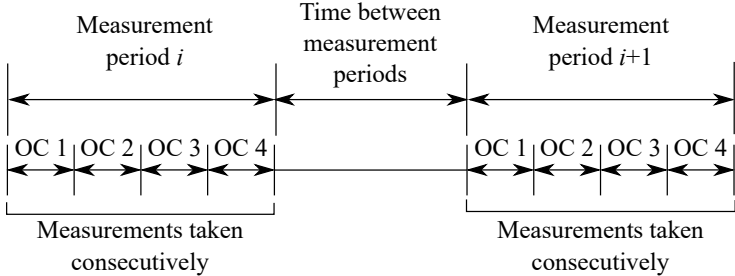 Measurement
period i
Time between
measurement
periods
Measurement
period i+1
OC 1 OC 2 OC 3 OC 4
OC 1 OC 2 OC 3 OC 4
Measurements taken
consecutively
Measurements taken
consecutively